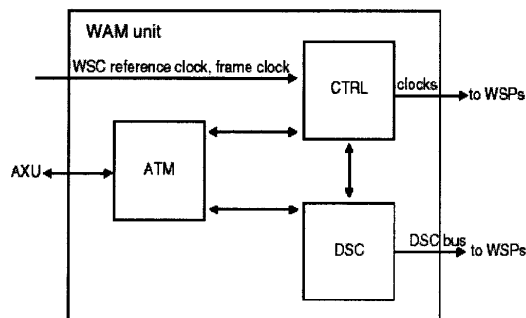 WAM unit
WSC reference clock, frame clock
CTRL
clocks
to WSPs
AXU
ATM
DSC
DSC bus
to WSPs